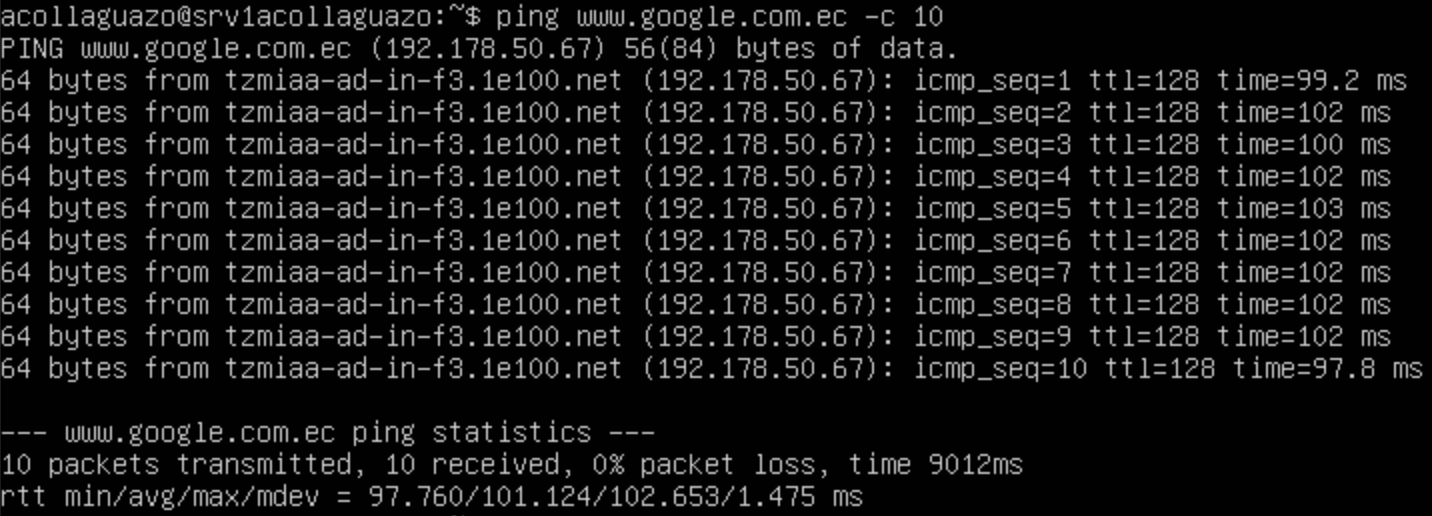 acollaguazo@srv1acollaguazo:~$ ping www.google.com.ec -c 10
PING www.google.com.ec (192.178.50.67) 56(84) bytes of data.
64 bytes from tzmiaa-ad-in-f3.1e100.net (192.178.50.67): icmp_seq=1 ttl=128 time=99.2 ms
64 bytes from tzmiaa-ad-in-f3.1e100.net (192.178.50.67): icmp_seq=2 ttl=128 time=102 ms
64 bytes from tzmiaa-ad-in-f3.1e100.net (192.178.50.67): icmp_seq=3 ttl=128 time=100 ms
64 bytes from tzmiaa-ad-in-f3.1e100.net (192.178.50.67): icmp_seq=4 ttl=128 time=102 ms
64 bytes from tzmiaa-ad-in-f3.1e100.net (192.178.50.67): icmp_seq=5 ttl=128 time=103 ms
64 bytes from tzmiaa-ad-in-f3.1e100.net (192.178.50.67): icmp_seq=6 ttl=128 time=102 ms
64 bytes from tzmiaa-ad-in-f3.1e100.net (192.178.50.67): icmp_seq=7 ttl=128 time=102 ms
64 bytes from tzmiaa-ad-in-f3.1e100.net (192.178.50.67): icmp_seq=8 ttl=128 time=102 ms
64 bytes from tzmiaa-ad-in-f3.1e100.net (192.178.50.67): icmp_seq=9 ttl=128 time=102 ms
64 bytes from tzmiaa-ad-in-f3.1e100.net (192.178.50.67): icmp_seq=10 ttl=128 time=97.8 ms
--- www.google.com.ec ping statistics ---
10 packets transmitted, 10 received, 0% packet loss, time 9012ms
rtt min/avg/max/mdev = 97.760/101.124/102.653/1.475 ms